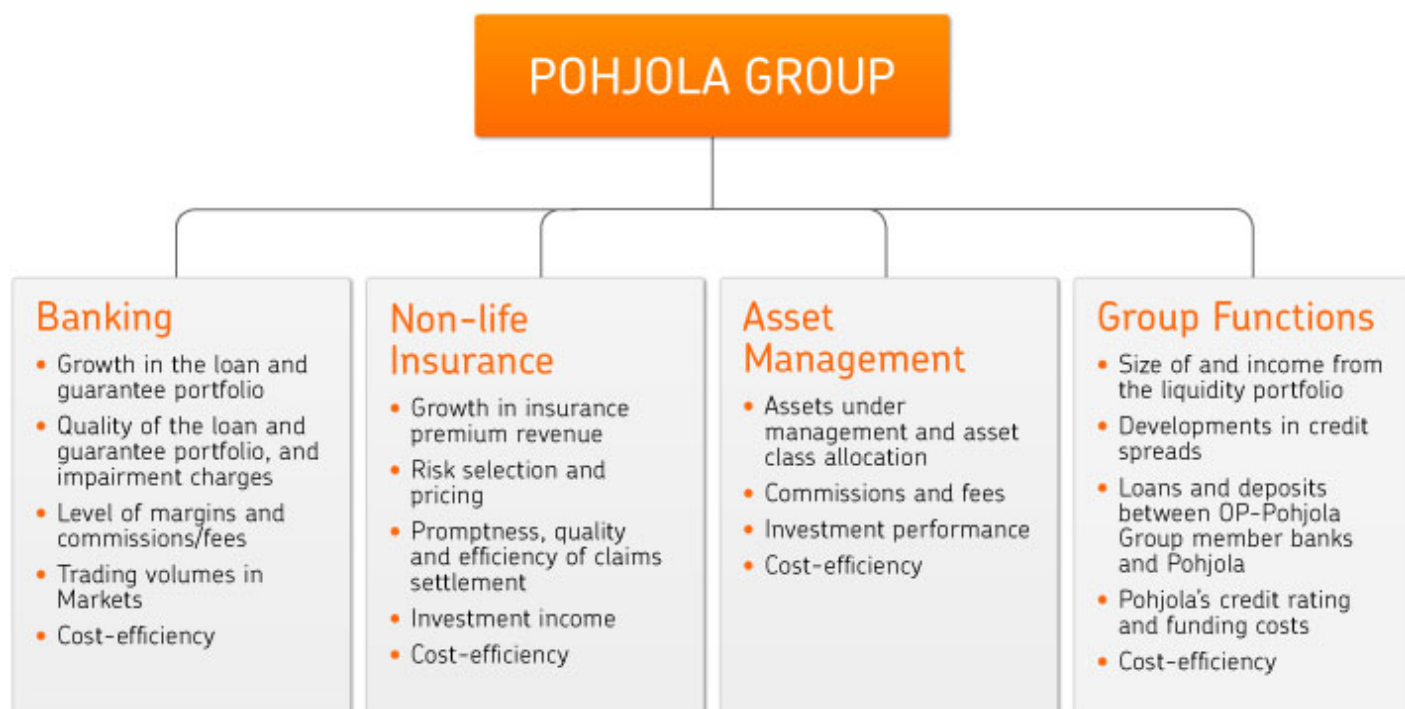 POHJOLA GROUP
Banking
• Growth in the loan and
guarantee portfolio
• Quality of the loan and
guarantee portfolio, and
impairment charges
• Level of margins and
commissions/fees
• Trading volumes in
Markets
• Cost-efficiency
Non-life
Insurance
• Growth in insurance
premium revenue
• Risk selection and
pricing
• Promptness, quality
and efficiency of claims
settlement
• Investment income
• Cost-efficiency
Asset
Management
• Assets under
management and asset
class allocation
• Commissions and fees
• Investment performance
• Cost-efficiency
Group Functions
• Size of and income from
the liquidity portfolio
• Developments in credit
spreads
• Loans and deposits
between OP-Pohjola
Group member banks
and Pohjola
• Pohjola's credit rating
and funding costs
• Cost-efficiency